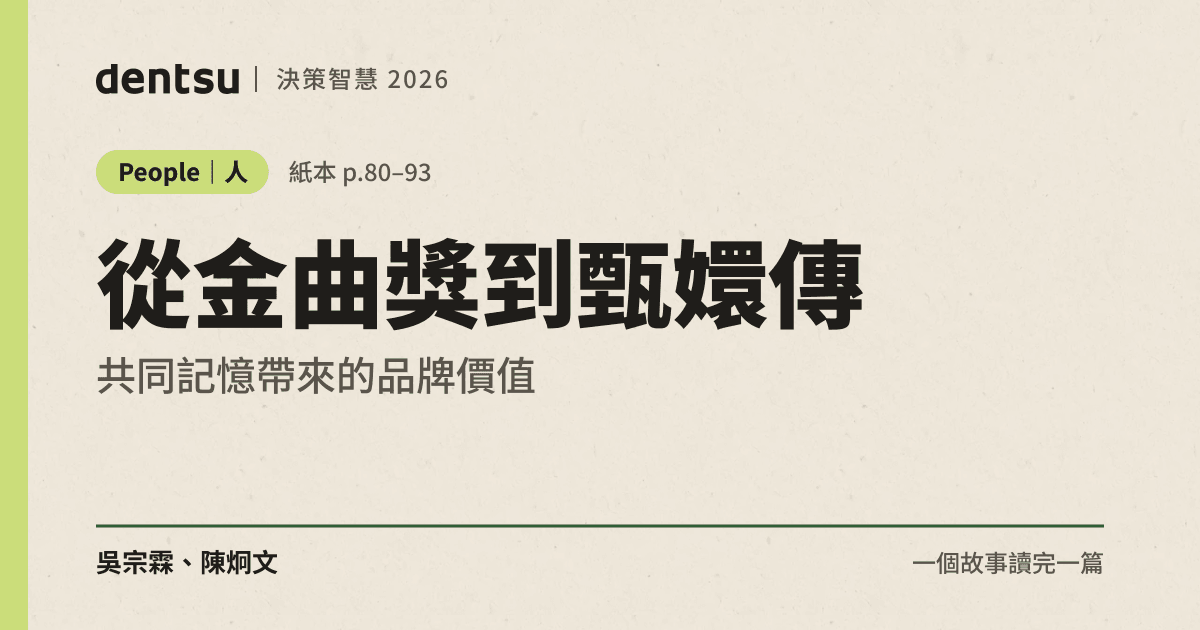 dentsu｜決策智慧 2026
People｜人 紙本 p.80–93
從金曲獎到甄嬛傳
共同記憶帶來的品牌價值
吳宗霖、陳炯文 一個故事讀完一篇